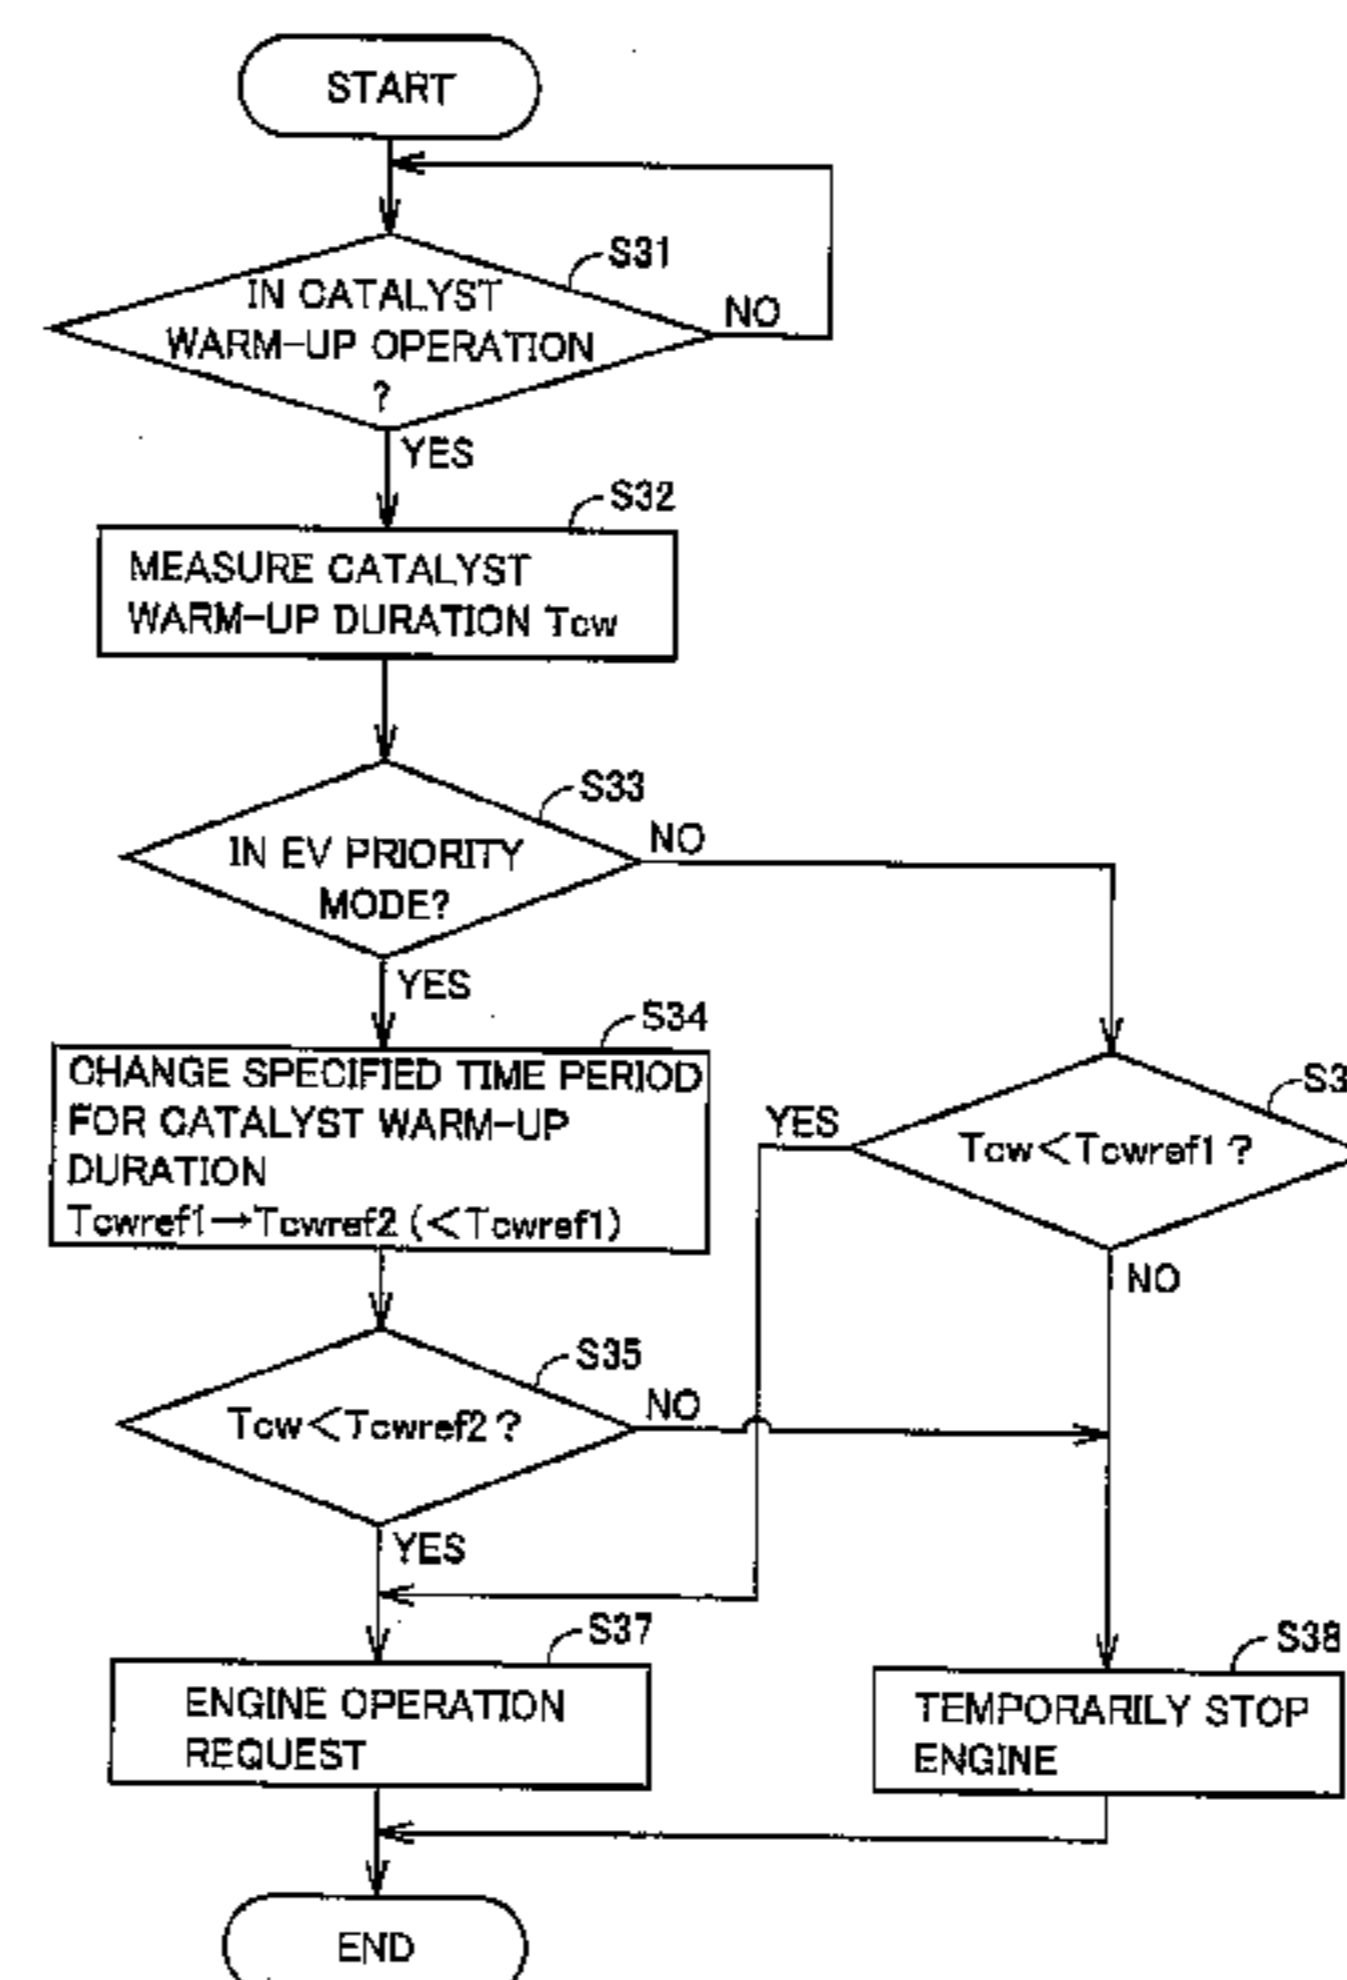 START
S31
IN CATALYST
WARM-UP OPERATION
?
NO
YES
S32
MEASURE CATALYST
WARM-UP DURATION Tcw
S33
IN EV PRIORITY
MODE?
NO
YES
S34
CHANGE SPECIFIED TIME PERIOD
FOR CATALYST WARM-UP
DURATION
Tcwref1→Tcwref2 (<Tcwref1)
S3
YES
Tcw<Tcwref1?
NO
S35
Tcw<Tcwref2?
NO
YES
S37
ENGINE OPERATION
REQUEST
S38
TEMPORARILY STOP
ENGINE
END